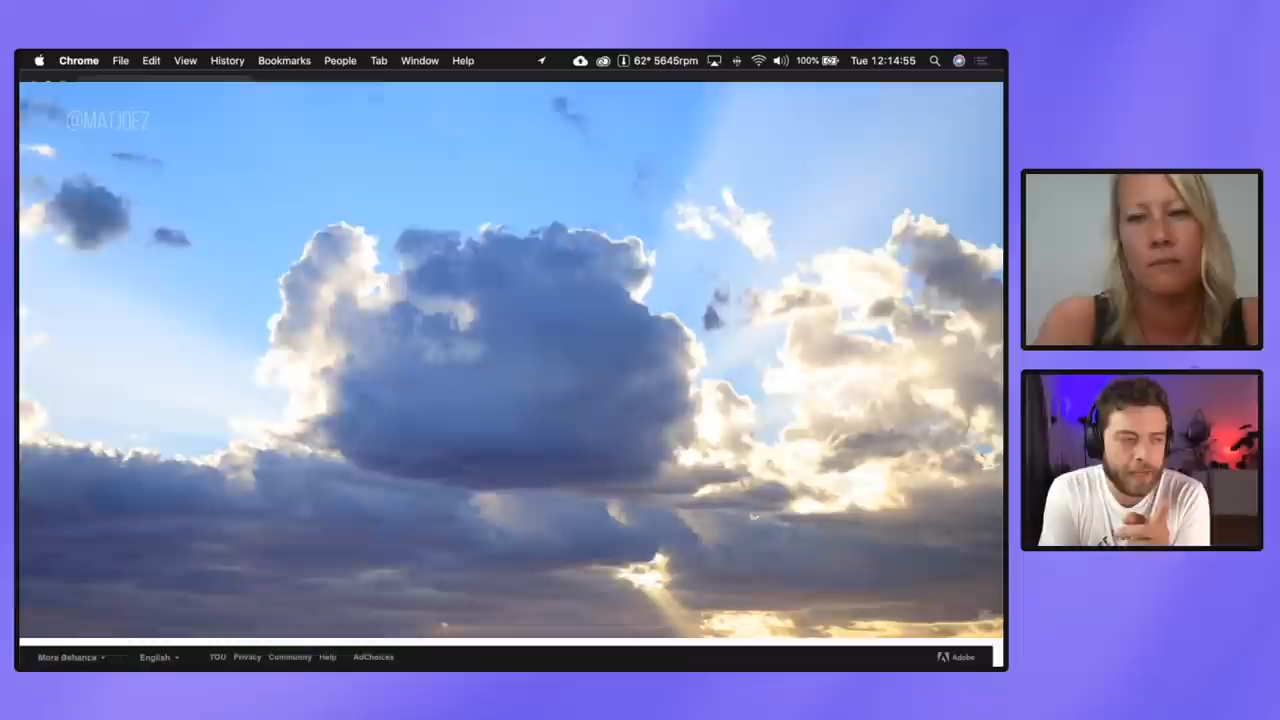 Chrome File Edit View History Bookmarks People Tab Window Help 62° 5645rpm 100% Tue 12:14:55
@MATJOEZ
More Behance English TOU Privacy Community Help AdChoices Adobe